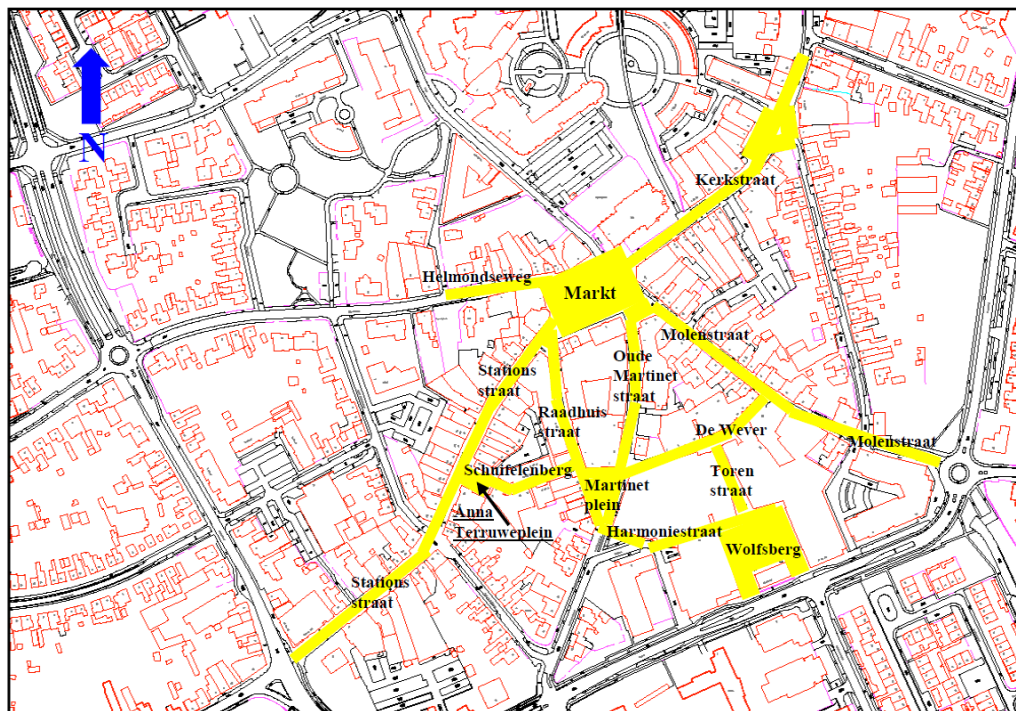 N
Kerkstraat
Helmondseweg
Markt
Molenstraat
Stations
straat
Oude
Martinet
straat
Raadhuis
straat
De Wever
Molenstraat
Schuifelenberg
Toren
straat
Martinet
plein
Anna
Terruweplein
Harmoniestraat
Wolfsberg
Stations
straat